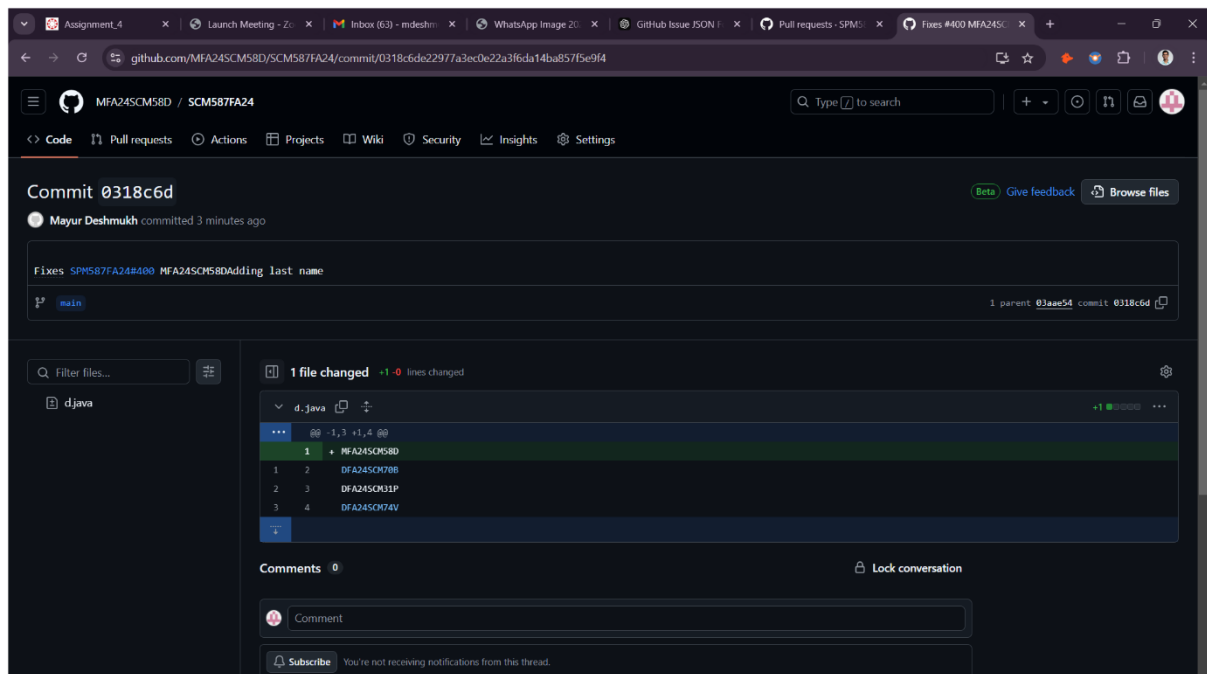 Assignment_4
Launch Meeting - Zo
Inbox (63) - mdeshm
WhatsApp Image 20
GitHub Issue JSON F
Pull requests · SPM5
Fixes #400 MFA24SC
github.com/MFA24SCM58D/SCM587FA24/commit/0318c6de22977a3ec0e22a3f6da14ba857f5e9f4
MFA24SCM58D / SCM587FA24
Type / to search
Code
Pull requests
Actions
Projects
Wiki
Security
Insights
Settings
Commit 0318c6d
Beta Give feedback
Browse files
Mayur Deshmukh committed 3 minutes ago
Fixes SPM587FA24#400 MFA24SCM58DAdding last name
main
1 parent 03aae54 commit 0318c6d
Filter files...
1 file changed +1 -0 lines changed
d.java
d.java
+1
@@ -1,3 +1,4 @@
1 + MFA24SCM58D
1 2 DFA24SCM70B
2 3 DFA24SCM31P
3 4 DFA24SCM74V
Comments 0
Lock conversation
Comment
Subscribe You're not receiving notifications from this thread.